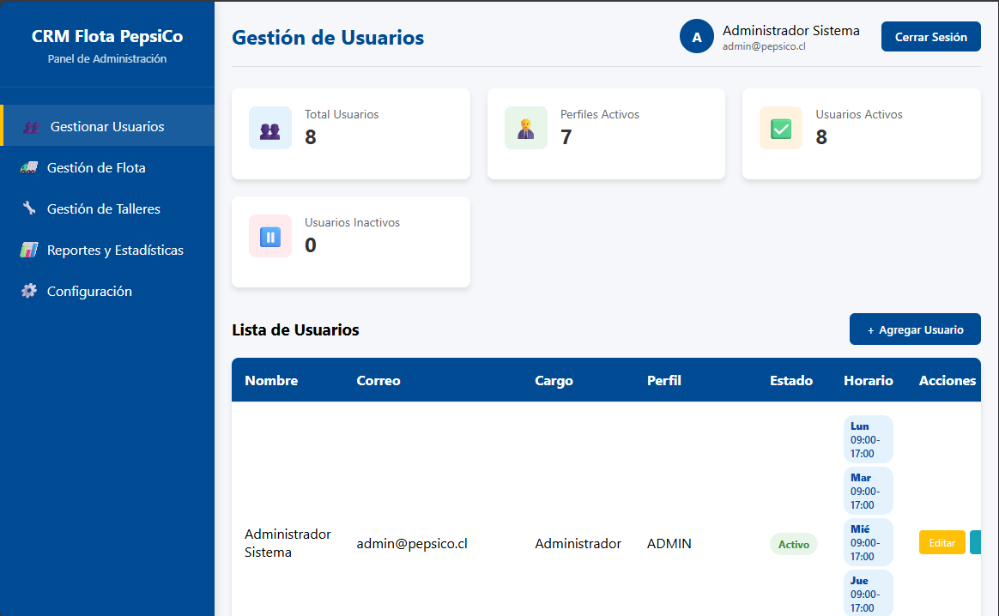 CRM Flota PepsiCo
Panel de Administración
Gestionar Usuarios
Gestión de Flota
Gestión de Talleres
Reportes y Estadísticas
Configuración
Gestión de Usuarios
A
Administrador Sistema
admin@pepsico.cl
Cerrar Sesión
Total Usuarios
8
Perfiles Activos
7
Usuarios Activos
8
Usuarios Inactivos
0
Lista de Usuarios
+ Agregar Usuario
Nombre Correo Cargo Perfil Estado Horario Acciones
Administrador
Sistema
admin@pepsico.cl
Administrador
ADMIN
Activo
Lun
09:00-
17:00
Mar
09:00-
17:00
Mié
09:00-
17:00
Jue
09:00-
17:00
Editar